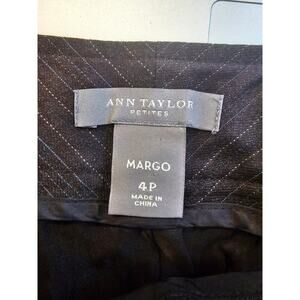 ANN TAYLOR
PETITES
MARGO
4P
MADE IN
CHINA